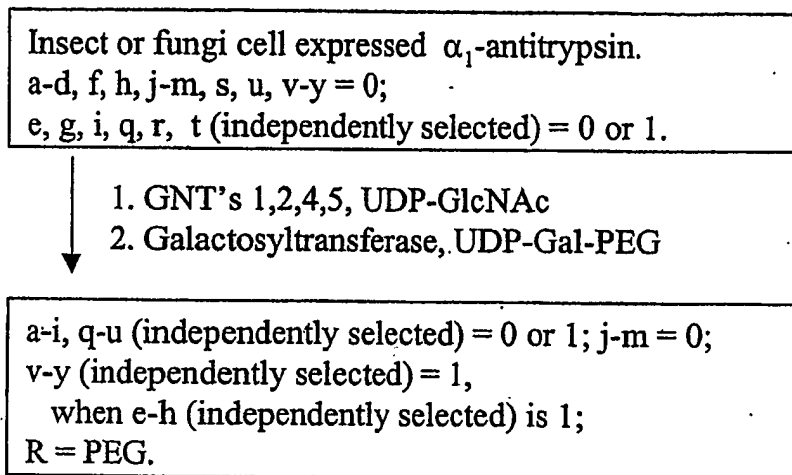 Insect or fungi cell expressed α₁-antitrypsin.
a-d, f, h, j-m, s, u, v-y = 0;
e, g, i, q, r, t (independently selected) = 0 or 1.
1. GNT's 1,2,4,5, UDP-GlcNAc
2. Galactosyltransferase, UDP-Gal-PEG
a-i, q-u (independently selected) = 0 or 1; j-m = 0;
v-y (independently selected) = 1,
when e-h (independently selected) is 1;
R = PEG.